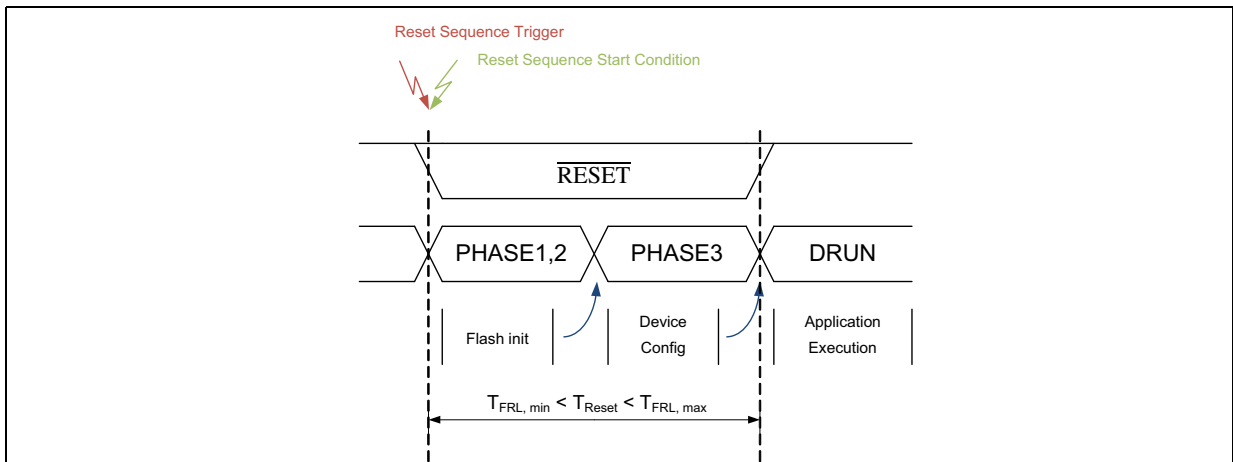 Reset Sequence Trigger
Reset Sequence Start Condition
RESET
PHASE1,2
PHASE3
DRUN
Flash init
Device
Config
Application
Execution
TFRL, min < TReset < TFRL, max